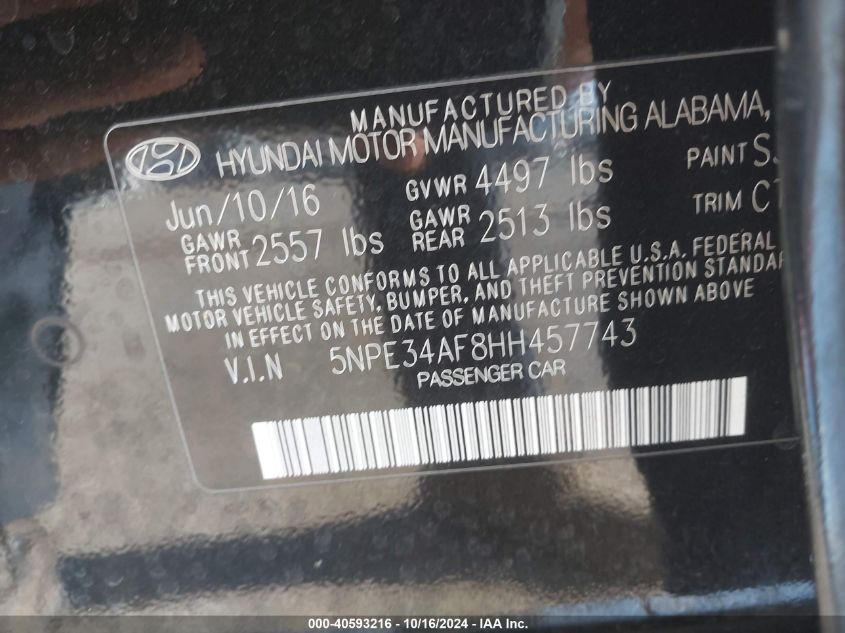 MANUFACTURED BY
HYUNDAI MOTOR MANUFACTURING ALABAMA,
Jun/10/16 GVWR 4497 lbs PAINT
GAWR FRONT 2557 lbs GAWR REAR 2513 lbs TRIM
THIS VEHICLE CONFORMS TO ALL APPLICABLE U.S.A. FEDERAL
MOTOR VEHICLE SAFETY, BUMPER, AND THEFT PREVENTION
IN EFFECT ON THE DATE OF MANUFACTURE SHOWN ABOVE
V.I.N 5NPE34AF8HH457743
PASSENGER CAR
000-40593216 - 10/16/2024 - IAA Inc.